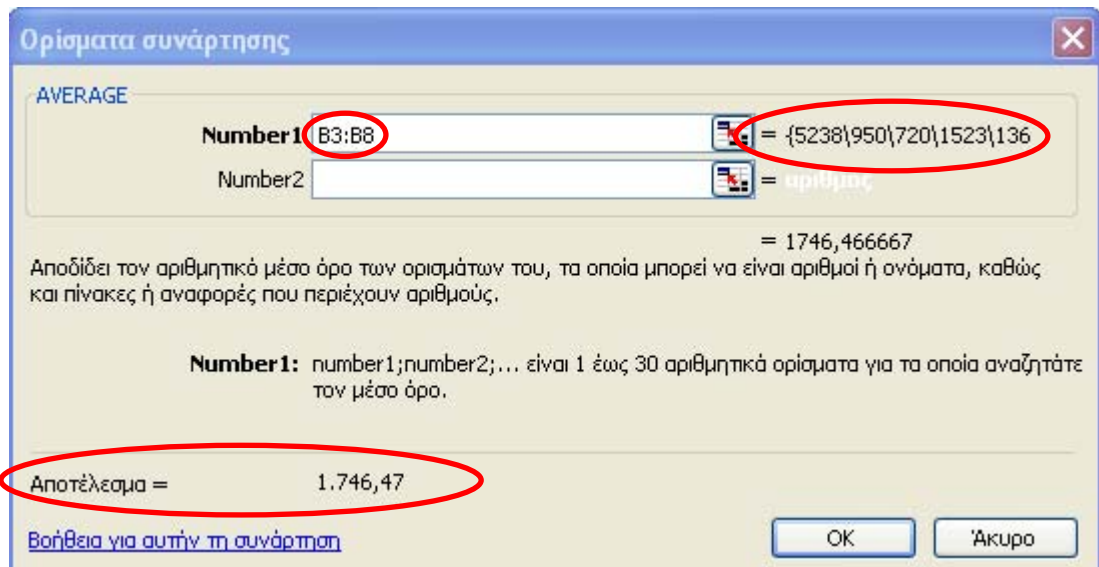 Ορίσματα συνάρτησης
AVERAGE
Number1 B3:B8 = {5238\950\720\1523\136
Number2 = αριθμός
= 1746,466667
Αποδίδει τον αριθμητικό μέσο όρο των ορισμάτων του, τα οποία μπορεί να είναι αριθμοί ή ονόματα, καθώς
και πίνακες ή αναφορές που περιέχουν αριθμούς.
Number1: number1;number2;... είναι 1 έως 30 αριθμητικά ορίσματα για τα οποία αναζητάτε
τον μέσο όρο.
Αποτέλεσμα = 1.746,47
Βοήθεια για αυτήν τη συνάρτηση OK Άκυρο